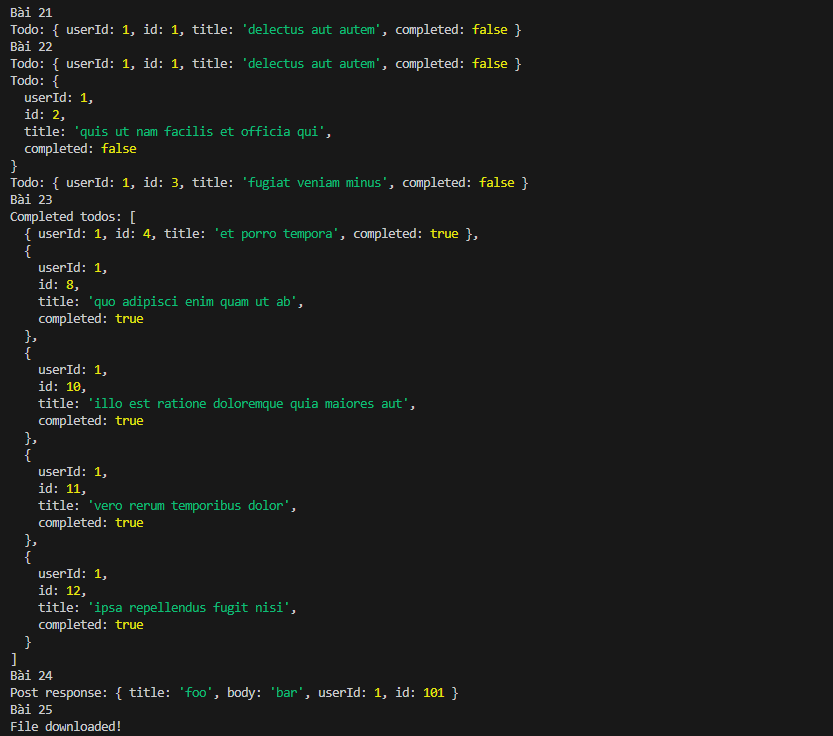 Bài 21
Todo: { userId: 1, id: 1, title: 'delectus aut autem', completed: false }
Bài 22
Todo: { userId: 1, id: 1, title: 'delectus aut autem', completed: false }
Todo: {
  userId: 1,
  id: 2,
  title: 'quis ut nam facilis et officia qui',
  completed: false
}
Todo: { userId: 1, id: 3, title: 'fugiat veniam minus', completed: false }
Bài 23
Completed todos: [
  { userId: 1, id: 4, title: 'et porro tempora', completed: true },
  {
    userId: 1,
    id: 8,
    title: 'quo adipisci enim quam ut ab',
    completed: true
  },
  {
    userId: 1,
    id: 10,
    title: 'illo est ratione doloremque quia maiores aut',
    completed: true
  },
  {
    userId: 1,
    id: 11,
    title: 'vero rerum temporibus dolor',
    completed: true
  },
  {
    userId: 1,
    id: 12,
    title: 'ipsa repellendus fugit nisi',
    completed: true
  }
]
Bài 24
Post response: { title: 'foo', body: 'bar', userId: 1, id: 101 }
Bài 25
File downloaded!